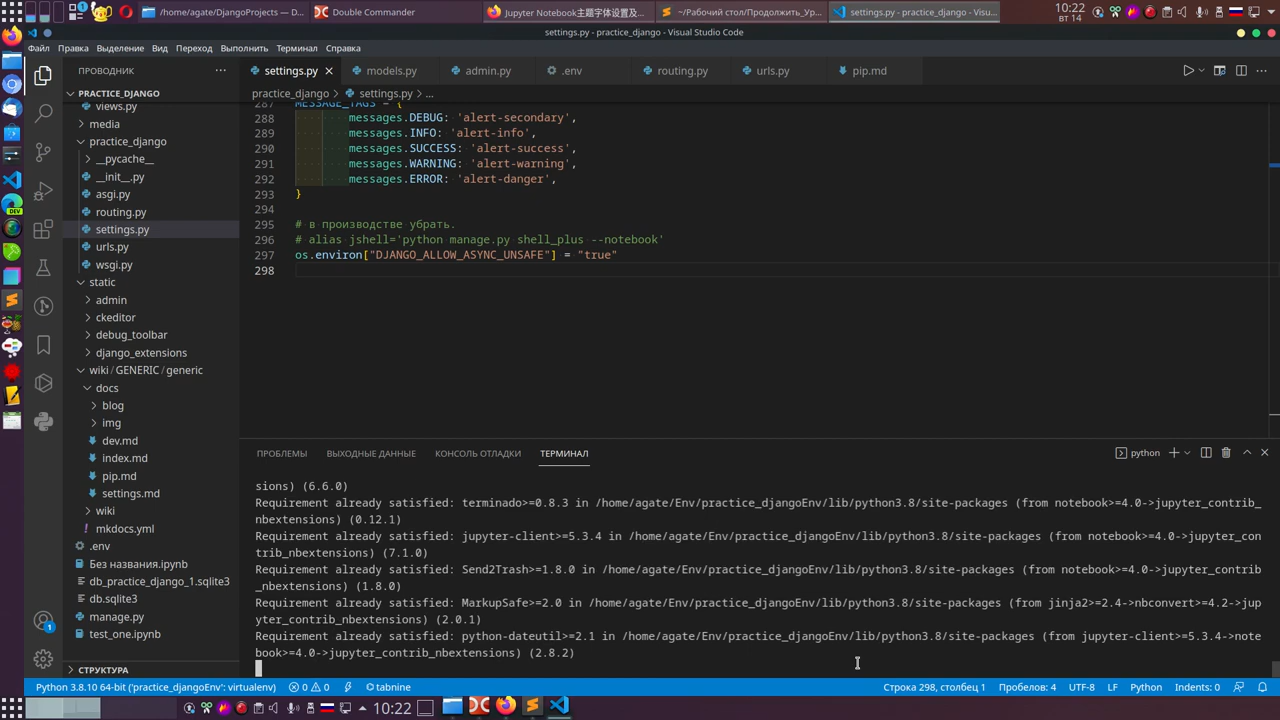 /home/agate/DjangoProjects — D...
Double Commander
Jupyter Notebook主题字体设置及...
~/Рабочий стол/Продолжить_Ур...
settings.py - practice_django - Visu...
10:22
ВТ 14
settings.py - practice_django - Visual Studio Code
Файл Правка Выделение Вид Переход Выполнить Терминал Справка
ПРОВОДНИК
settings.py models.py admin.py .env routing.py urls.py pip.md
PRACTICE_DJANGO
practice_django > settings.py > ...
views.py
media
practice_django
__pycache__
__init__.py
asgi.py
routing.py
settings.py
urls.py
wsgi.py
static
admin
ckeditor
debug_toolbar
django_extensions
wiki / GENERIC / generic
docs
blog
img
dev.md
index.md
pip.md
settings.md
wiki
mkdocs.yml
.env
Без названия.ipynb
db_practice_django_1.sqlite3
db.sqlite3
manage.py
test_one.ipynb
СТРУКТУРА
287 MESSAGE_TAGS = {
288 messages.DEBUG: 'alert-secondary',
289 messages.INFO: 'alert-info',
290 messages.SUCCESS: 'alert-success',
291 messages.WARNING: 'alert-warning',
292 messages.ERROR: 'alert-danger',
293 }
294
295 # в производстве убрать.
296 # alias jshell='python manage.py shell_plus --notebook'
297 os.environ["DJANGO_ALLOW_ASYNC_UNSAFE"] = "true"
298
ПРОБЛЕМЫ ВЫХОДНЫЕ ДАННЫЕ КОНСОЛЬ ОТЛАДКИ ТЕРМИНАЛ
python
sions) (6.6.0)
Requirement already satisfied: terminado>=0.8.3 in /home/agate/Env/practice_djangoEnv/lib/python3.8/site-packages (from notebook>=4.0->jupyter_contrib_
nbextensions) (0.12.1)
Requirement already satisfied: jupyter-client>=5.3.4 in /home/agate/Env/practice_djangoEnv/lib/python3.8/site-packages (from notebook>=4.0->jupyter_con
trib_nbextensions) (7.1.0)
Requirement already satisfied: Send2Trash>=1.8.0 in /home/agate/Env/practice_djangoEnv/lib/python3.8/site-packages (from notebook>=4.0->jupyter_contrib
_nbextensions) (1.8.0)
Requirement already satisfied: MarkupSafe>=2.0 in /home/agate/Env/practice_djangoEnv/lib/python3.8/site-packages (from jinja2>=2.4->nbconvert>=4.2->jup
yter_contrib_nbextensions) (2.0.1)
Requirement already satisfied: python-dateutil>=2.1 in /home/agate/Env/practice_djangoEnv/lib/python3.8/site-packages (from jupyter-client>=5.3.4->note
book>=4.0->jupyter_contrib_nbextensions) (2.8.2)
Python 3.8.10 64-bit ('practice_djangoEnv': virtualenv) 0 0 tabnine
Строка 298, столбец 1 Пробелов: 4 UTF-8 LF Python Indents: 0
10:22
DEV
1